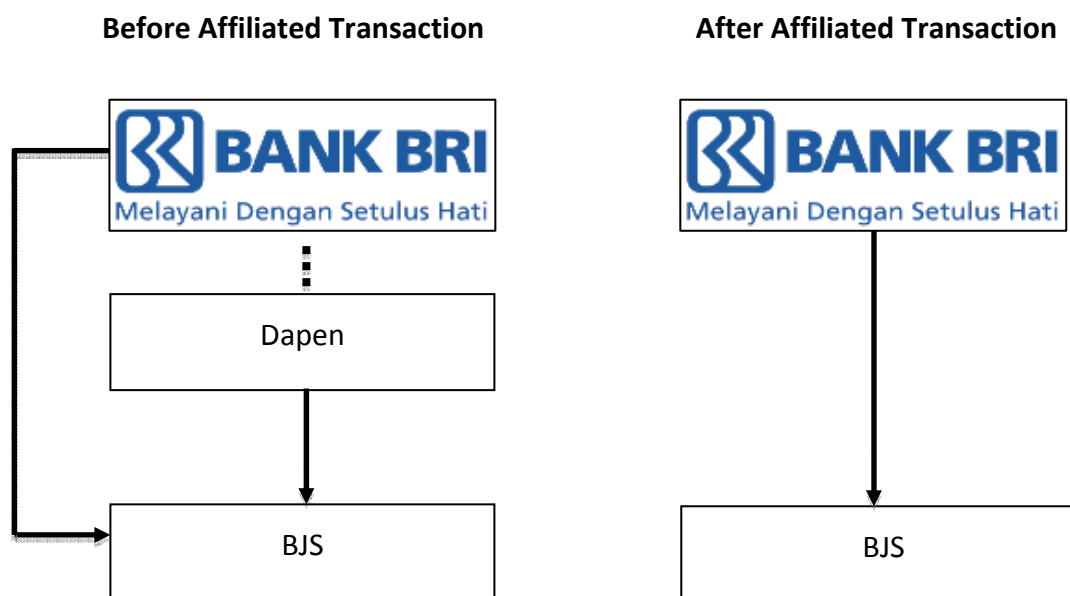 Before Affiliated Transaction
After Affiliated Transaction
BANK BRI
Melayani Dengan Setulus Hati
BANK BRI
Melayani Dengan Setulus Hati
Dapen
BJS
BJS